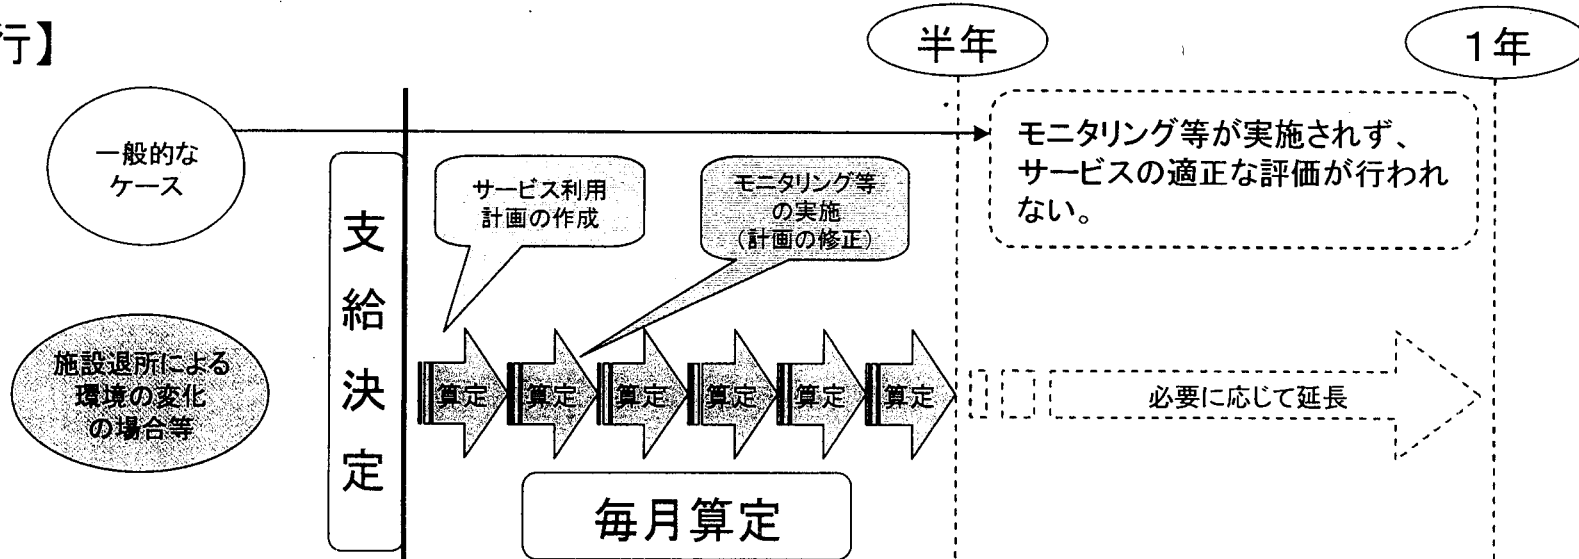 行】
半年
1年
一般的な
ケース
モニタリング等が実施されず、
サービスの適正な評価が行われ
ない。
支給決定
サービス利用
計画の作成
モニタリング等
の実施
(計画の修正)
施設退所による
環境の変化
の場合等
算定
算定
算定
算定
算定
算定
必要に応じて延長
毎月算定